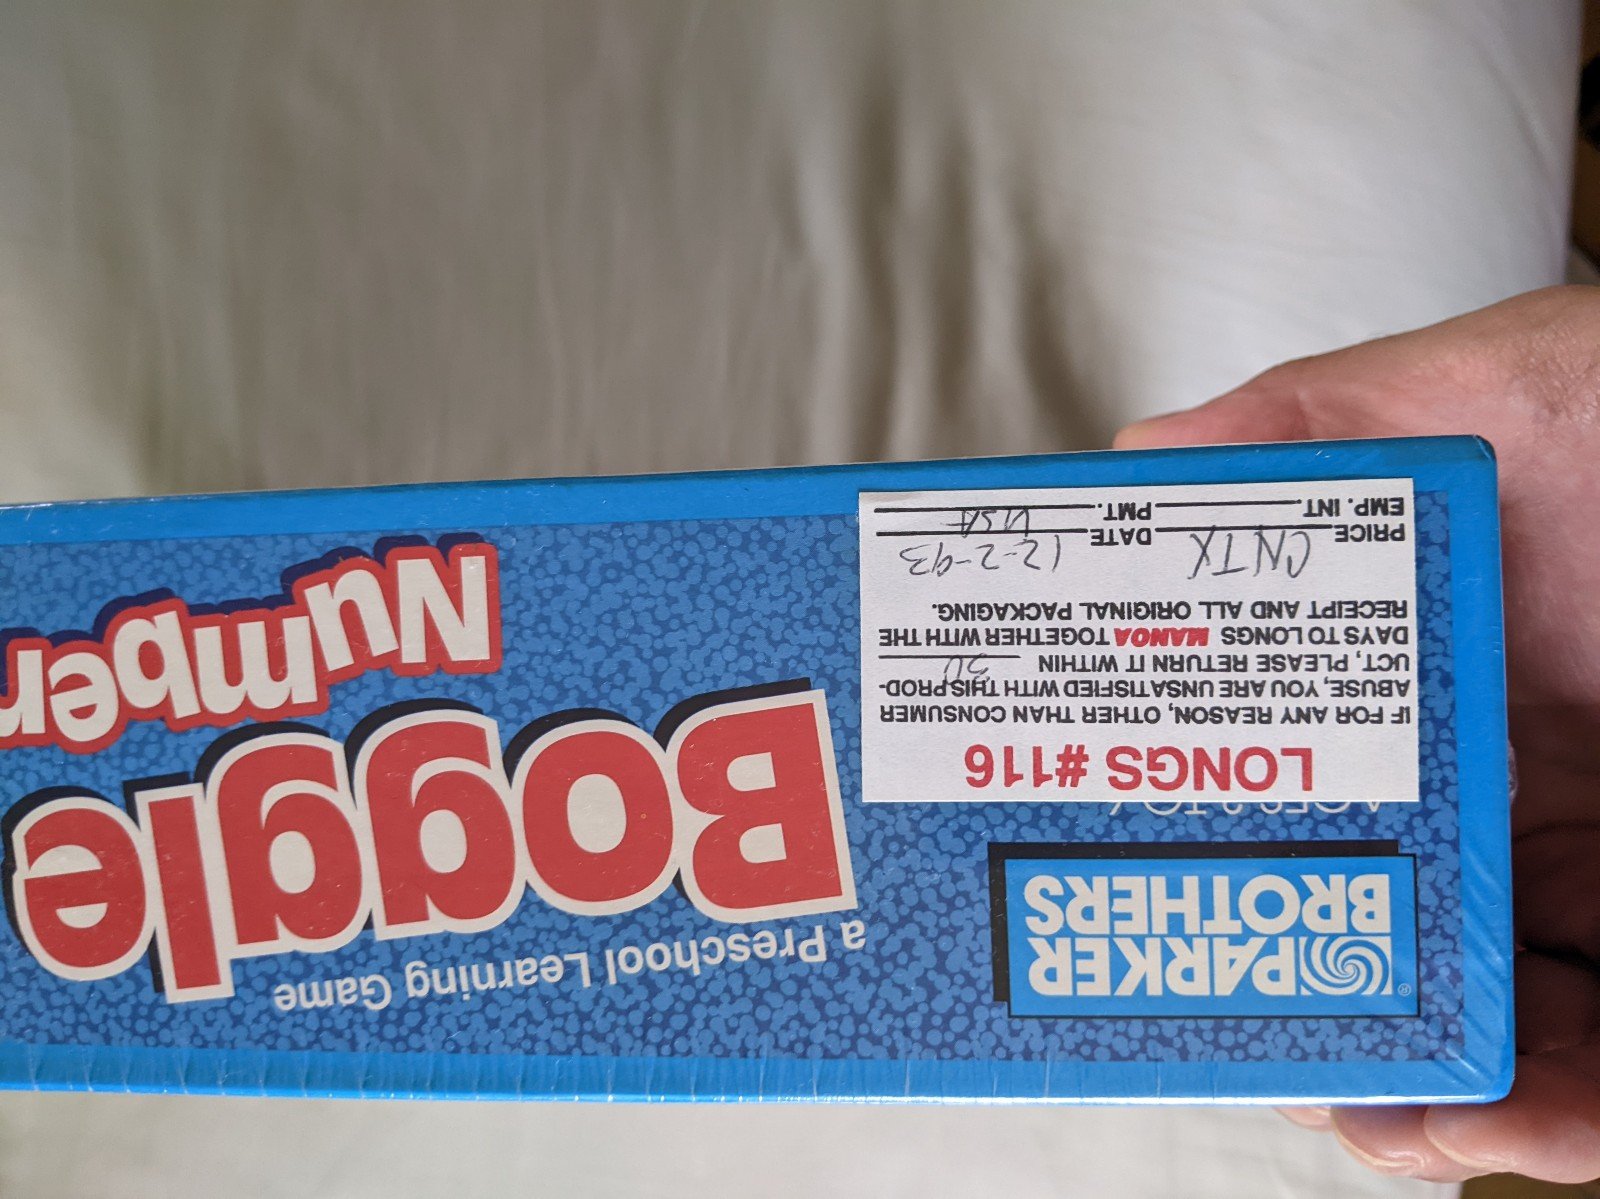 PARKER
BROTHERS
®
a Preschool Learning Game
Boggle
Number
LONGS #116
IF FOR ANY REASON, OTHER THAN CONSUMER
ABUSE, YOU ARE UNSATISFIED WITH THIS PROD-
UCT, PLEASE RETURN IT WITHIN 30
DAYS TO LONGS MANOA TOGETHER WITH THE
RECEIPT AND ALL ORIGINAL PACKAGING.
PRICE CNTX DATE 12-2-93
EMP. INT. PMT. VISA